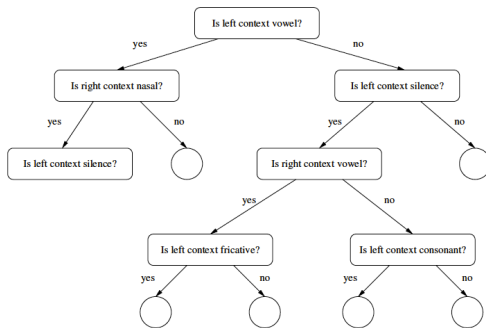 Is left context vowel?
yes
no
Is right context nasal?
Is left context silence?
yes
no
yes
no
Is left context silence?
Is right context vowel?
yes
no
Is left context fricative?
Is left context consonant?
yes
no
yes
no